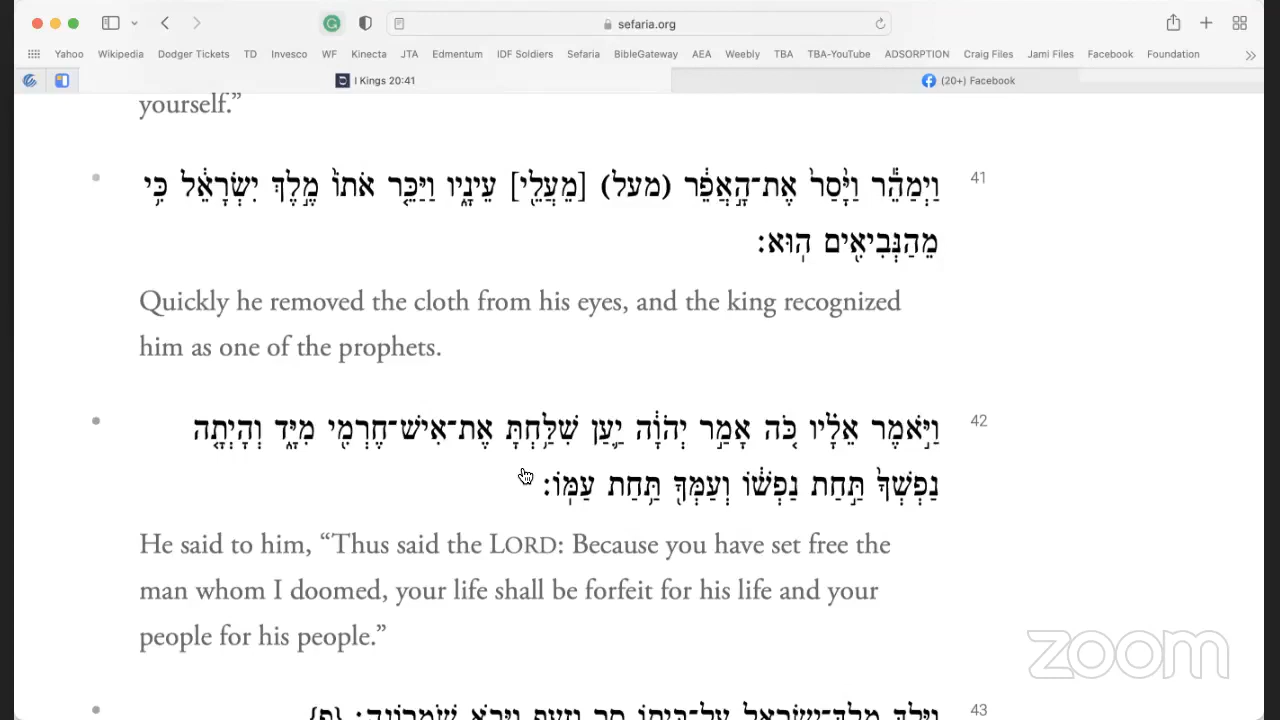 sefaria.org
Yahoo Wikipedia Dodger Tickets TD Invesco WF Kinecta JTA Edmentum IDF Soldiers Sefaria BibleGateway AEA Weebly TBA TBA-YouTube ADSORPTION Craig Files Jami Files Facebook Foundation
I Kings 20:41
(20+) Facebook
yourself.”
41
וַיְמַהֵ֕ר וַיָּ֙סַר֙ אֶת־הָ֣אֲפֵ֔ר (מעל) [מֵעֲלֵ֖י] עֵינָ֑יו וַיַּכֵּ֤ר אֹתוֹ֙ מֶ֣לֶךְ יִשְׂרָאֵ֔ל כִּ֥י
מֵהַנְּבִיאִ֖ים הֽוּא׃
Quickly he removed the cloth from his eyes, and the king recognized
him as one of the prophets.
42
וַיֹּ֣אמֶר אֵלָ֗יו כֹּ֚ה אָמַ֣ר יְהֹוָ֔ה יַ֛עַן שִׁלַּ֥חְתָּ אֶת־אִישׁ־חֶרְמִ֖י מִיָּ֑ד וְהָיְתָ֤ה
נַפְשְׁךָ֙ תַּ֣חַת נַפְשׁ֔וֹ וְעַמְּךָ֖ תַּ֥חַת עַמּֽוֹ׃
He said to him, “Thus said the LORD: Because you have set free the
man whom I doomed, your life shall be forfeit for his life and your
people for his people.”
zoom
43